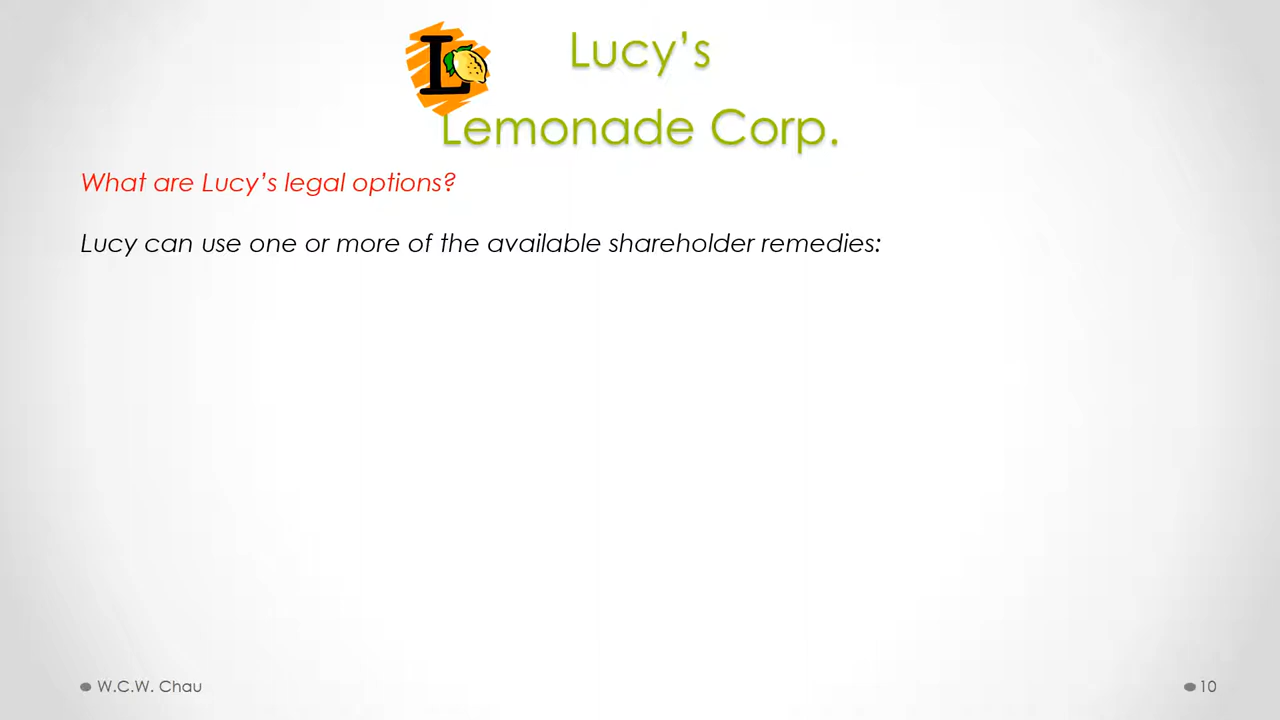 L
Lucy's
Lemonade Corp.
What are Lucy's legal options?
Lucy can use one or more of the available shareholder remedies:
W.C.W. Chau
10